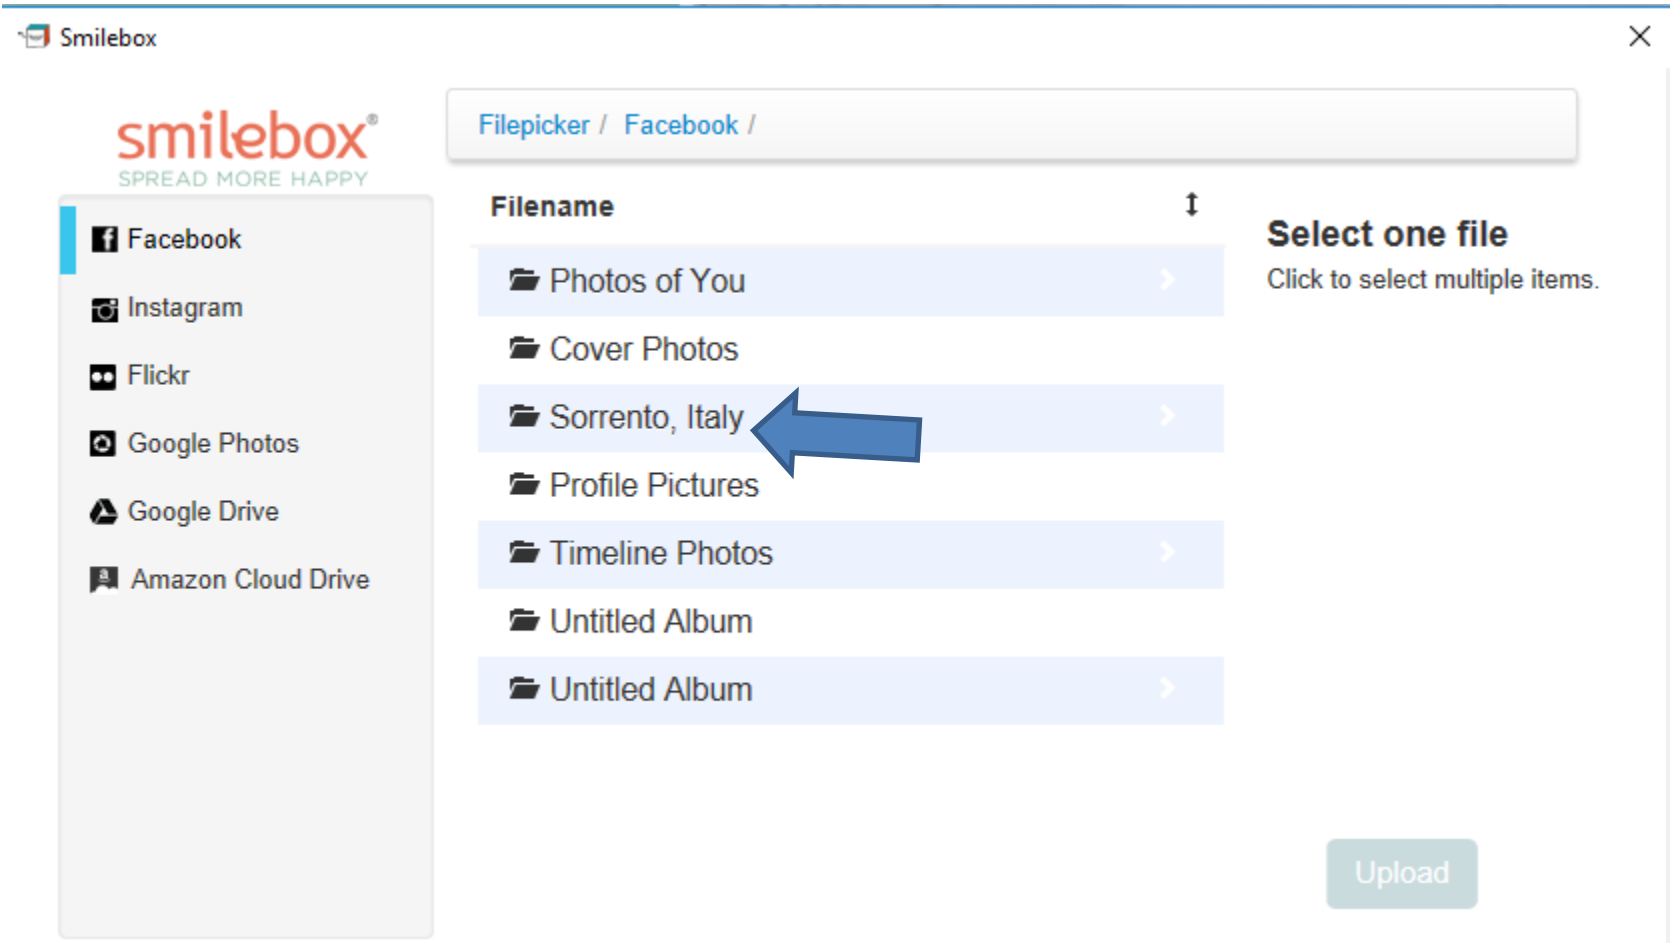 Smilebox
smilebox®
SPREAD MORE HAPPY
Facebook
Instagram
Flickr
Google Photos
Google Drive
Amazon Cloud Drive
Filepicker / Facebook /
Filename
Photos of You
Cover Photos
Sorrento, Italy
Profile Pictures
Timeline Photos
Untitled Album
Untitled Album
Select one file
Click to select multiple items.
Upload